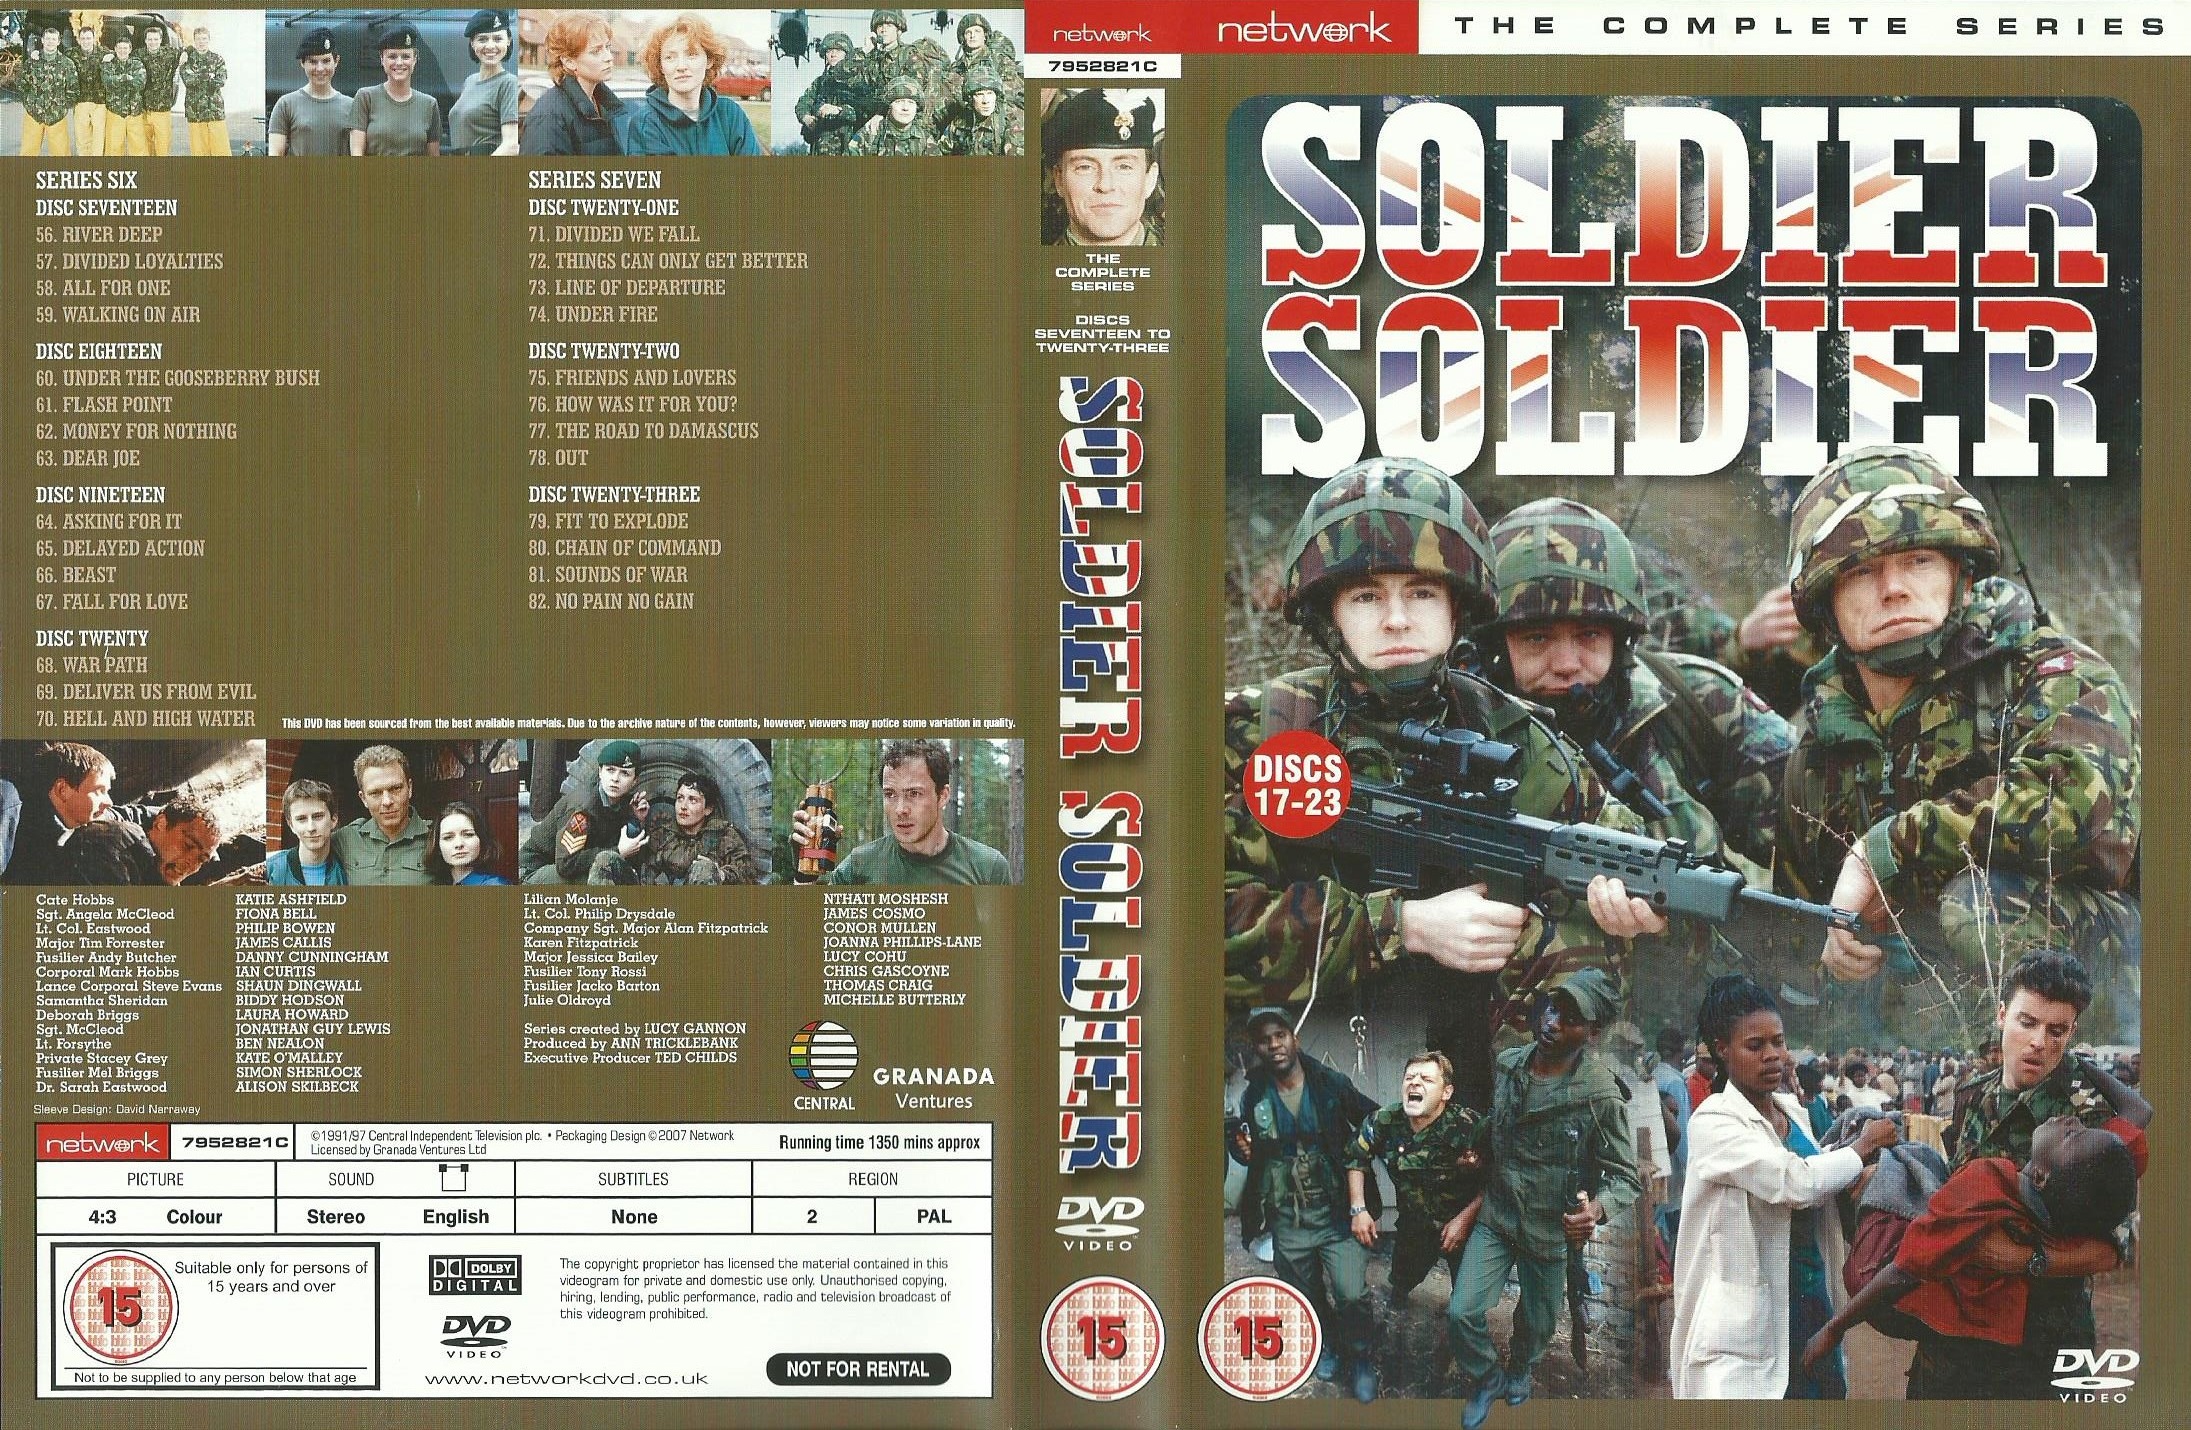 SERIES SIX
DISC SEVENTEEN
56. RIVER DEEP
57. DIVIDED LOYALTIES
58. ALL FOR ONE
59. WALKING ON AIR
DISC EIGHTEEN
60. UNDER THE GOOSEBERRY BUSH
61. FLASH POINT
62. MONEY FOR NOTHING
63. DEAR JOE
DISC NINETEEN
64. ASKING FOR IT
65. DELAYED ACTION
66. BEAST
67. FALL FOR LOVE
DISC TWENTY
68. WAR PATH
69. DELIVER US FROM EVIL
70. HELL AND HIGH WATER
SERIES SEVEN
DISC TWENTY-ONE
71. DIVIDED WE FALL
72. THINGS CAN ONLY GET BETTER
73. LINE OF DEPARTURE
74. UNDER FIRE
DISC TWENTY-TWO
75. FRIENDS AND LOVERS
76. HOW WAS IT FOR YOU?
77. THE ROAD TO DAMASCUS
78. OUT
DISC TWENTY-THREE
79. FIT TO EXPLODE
80. CHAIN OF COMMAND
81. SOUNDS OF WAR
82. NO PAIN NO GAIN
This DVD has been sourced from the best available materials. Due to the archive nature of the contents, however, viewers may notice some variation in quality.
17
Cate Hobbs KATIE ASHFIELD
Sgt. Angela McCleod FIONA BELL
Lt. Col. Eastwood PHILIP BOWEN
Major Tim Forrester JAMES CALLIS
Fusilier Andy Butcher DANNY CUNNINGHAM
Corporal Mark Hobbs IAN CURTIS
Lance Corporal Steve Evans SHAUN DINGWALL
Samantha Sheridan BIDDY HODSON
Deborah Briggs LAURA HOWARD
Sgt. McCleod JONATHAN GUY LEWIS
Lt. Forsythe BEN NEALON
Private Stacey Grey KATE O'MALLEY
Fusilier Mel Briggs SIMON SHERLOCK
Dr. Sarah Eastwood ALISON SKILBECK
Sleeve Design: David Narraway
Lilian Molanje NTHATI MOSHESH
Lt. Col. Philip Drysdale JAMES COSMO
Company Sgt. Major Alan Fitzpatrick CONOR MULLEN
Karen Fitzpatrick JOANNA PHILLIPS-LANE
Major Jessica Bailey LUCY COHU
Fusilier Tony Rossi CHRIS GASCOYNE
Fusilier Jacko Barton THOMAS CRAIG
Julie Oldroyd MICHELLE BUTTERLY
Series created by LUCY GANNON
Produced by ANN TRICKLEBANK
Executive Producer TED CHILDS
CENTRAL
GRANADA
Ventures
network 7952821C
©1991/97 Central Independent Television plc. • Packaging Design ©2007 Network
Licensed by Granada Ventures Ltd
Running time 1350 mins approx
PICTURE SOUND SUBTITLES REGION
4:3 Colour Stereo English None 2 PAL
15
Suitable only for persons of
15 years and over
Not to be supplied to any person below that age
DOLBY
DIGITAL
DVD
VIDEO
www.networkdvd.co.uk
The copyright proprietor has licensed the material contained in this
videogram for private and domestic use only. Unauthorised copying,
hiring, lending, public performance, radio and television broadcast of
this videogram prohibited.
NOT FOR RENTAL
network
7952821C
THE
COMPLETE
SERIES
DISCS
SEVENTEEN TO
TWENTY-THREE
SOLDIER SOLDIER
DVD
VIDEO
15
network
THE COMPLETE SERIES
SOLDIER
SOLDIER
DISCS
17-23
15
DVD
VIDEO